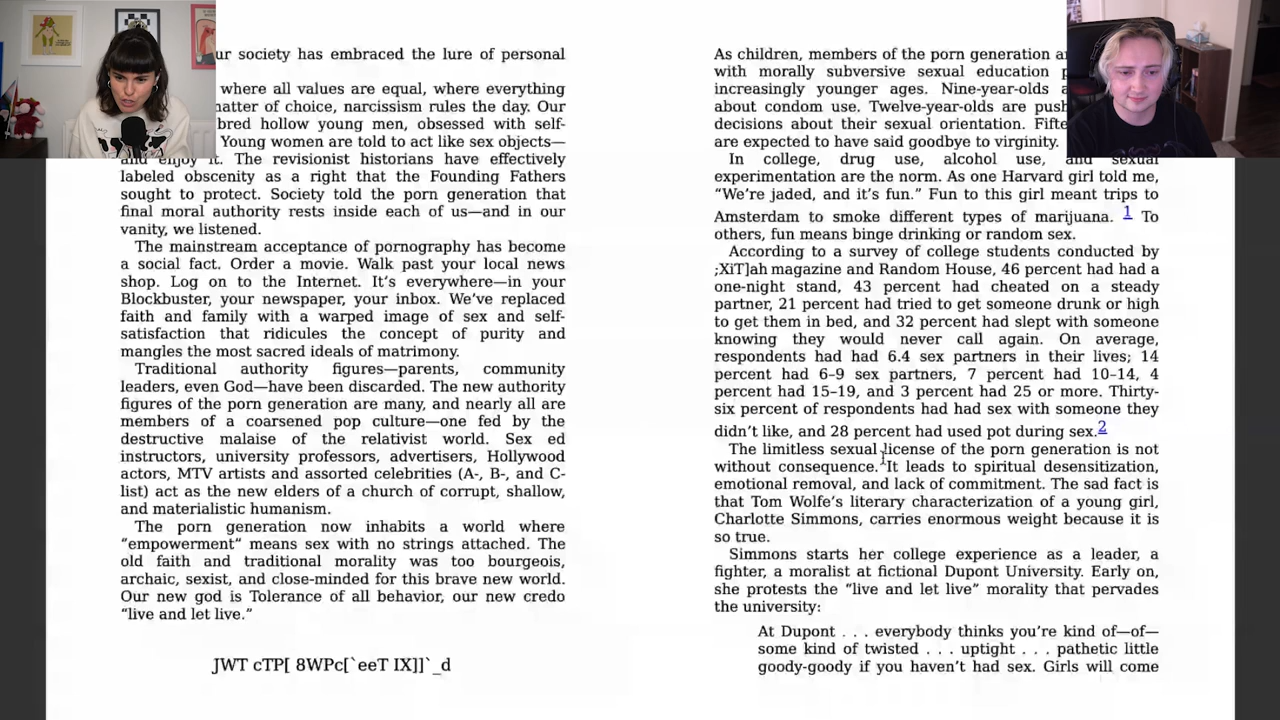 ur society has embraced the lure of personal
where all values are equal, where everything
atter of choice, narcissism rules the day. Our
bred hollow young men, obsessed with self-
Young women are told to act like sex objects—
and enjoy it. The revisionist historians have effectively
labeled obscenity as a right that the Founding Fathers
sought to protect. Society told the porn generation that
final moral authority rests inside each of us—and in our
vanity, we listened.
The mainstream acceptance of pornography has become
a social fact. Order a movie. Walk past your local news
shop. Log on to the Internet. It’s everywhere—in your
Blockbuster, your newspaper, your inbox. We’ve replaced
faith and family with a warped image of sex and self-
satisfaction that ridicules the concept of purity and
mangles the most sacred ideals of matrimony.
Traditional authority figures—parents, community
leaders, even God—have been discarded. The new authority
figures of the porn generation are many, and nearly all are
members of a coarsened pop culture—one fed by the
destructive malaise of the relativist world. Sex ed
instructors, university professors, advertisers, Hollywood
actors, MTV artists and assorted celebrities (A-, B-, and C-
list) act as the new elders of a church of corrupt, shallow,
and materialistic humanism.
The porn generation now inhabits a world where
“empowerment” means sex with no strings attached. The
old faith and traditional morality was too bourgeois,
archaic, sexist, and close-minded for this brave new world.
Our new god is Tolerance of all behavior, our new credo
“live and let live.”
JWT cTP[ 8WPc[`eeT IX]]`_d
As children, members of the porn generation a
with morally subversive sexual education p
increasingly younger ages. Nine-year-olds a
about condom use. Twelve-year-olds are push
decisions about their sexual orientation. Fifte
are expected to have said goodbye to virginity.
In college, drug use, alcohol use, and sexual
experimentation are the norm. As one Harvard girl told me,
“We’re jaded, and it’s fun.” Fun to this girl meant trips to
Amsterdam to smoke different types of marijuana. 1 To
others, fun means binge drinking or random sex.
According to a survey of college students conducted by
;XiT]ah magazine and Random House, 46 percent had had a
one-night stand, 43 percent had cheated on a steady
partner, 21 percent had tried to get someone drunk or high
to get them in bed, and 32 percent had slept with someone
knowing they would never call again. On average,
respondents had had 6.4 sex partners in their lives; 14
percent had 6–9 sex partners, 7 percent had 10–14, 4
percent had 15–19, and 3 percent had 25 or more. Thirty-
six percent of respondents had had sex with someone they
didn’t like, and 28 percent had used pot during sex.2
The limitless sexual license of the porn generation is not
without consequence. It leads to spiritual desensitization,
emotional removal, and lack of commitment. The sad fact is
that Tom Wolfe’s literary characterization of a young girl,
Charlotte Simmons, carries enormous weight because it is
so true.
Simmons starts her college experience as a leader, a
fighter, a moralist at fictional Dupont University. Early on,
she protests the “live and let live” morality that pervades
the university:
At Dupont . . . everybody thinks you’re kind of—of—
some kind of twisted . . . uptight . . . pathetic little
goody-goody if you haven’t had sex. Girls will come